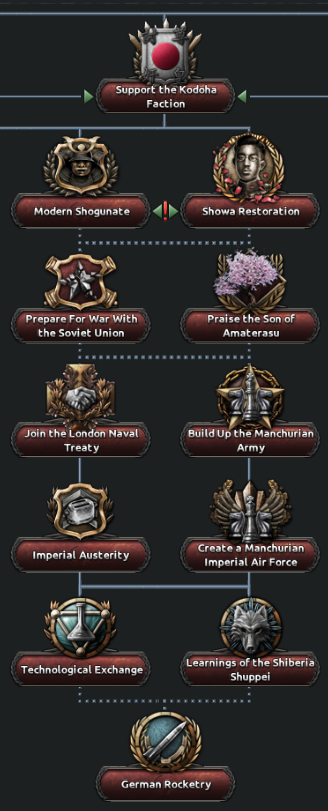 Support the Kodoha
Faction
Modern Shogunate
Showa Restoration
Prepare For War With
the Soviet Union
Praise the Son of
Amaterasu
Join the London Naval
Treaty
Build Up the Manchurian
Army
Imperial Austerity
Create a Manchurian
Imperial Air Force
Technological Exchange
Learnings of the Shiberia
Shuppei
German Rocketry